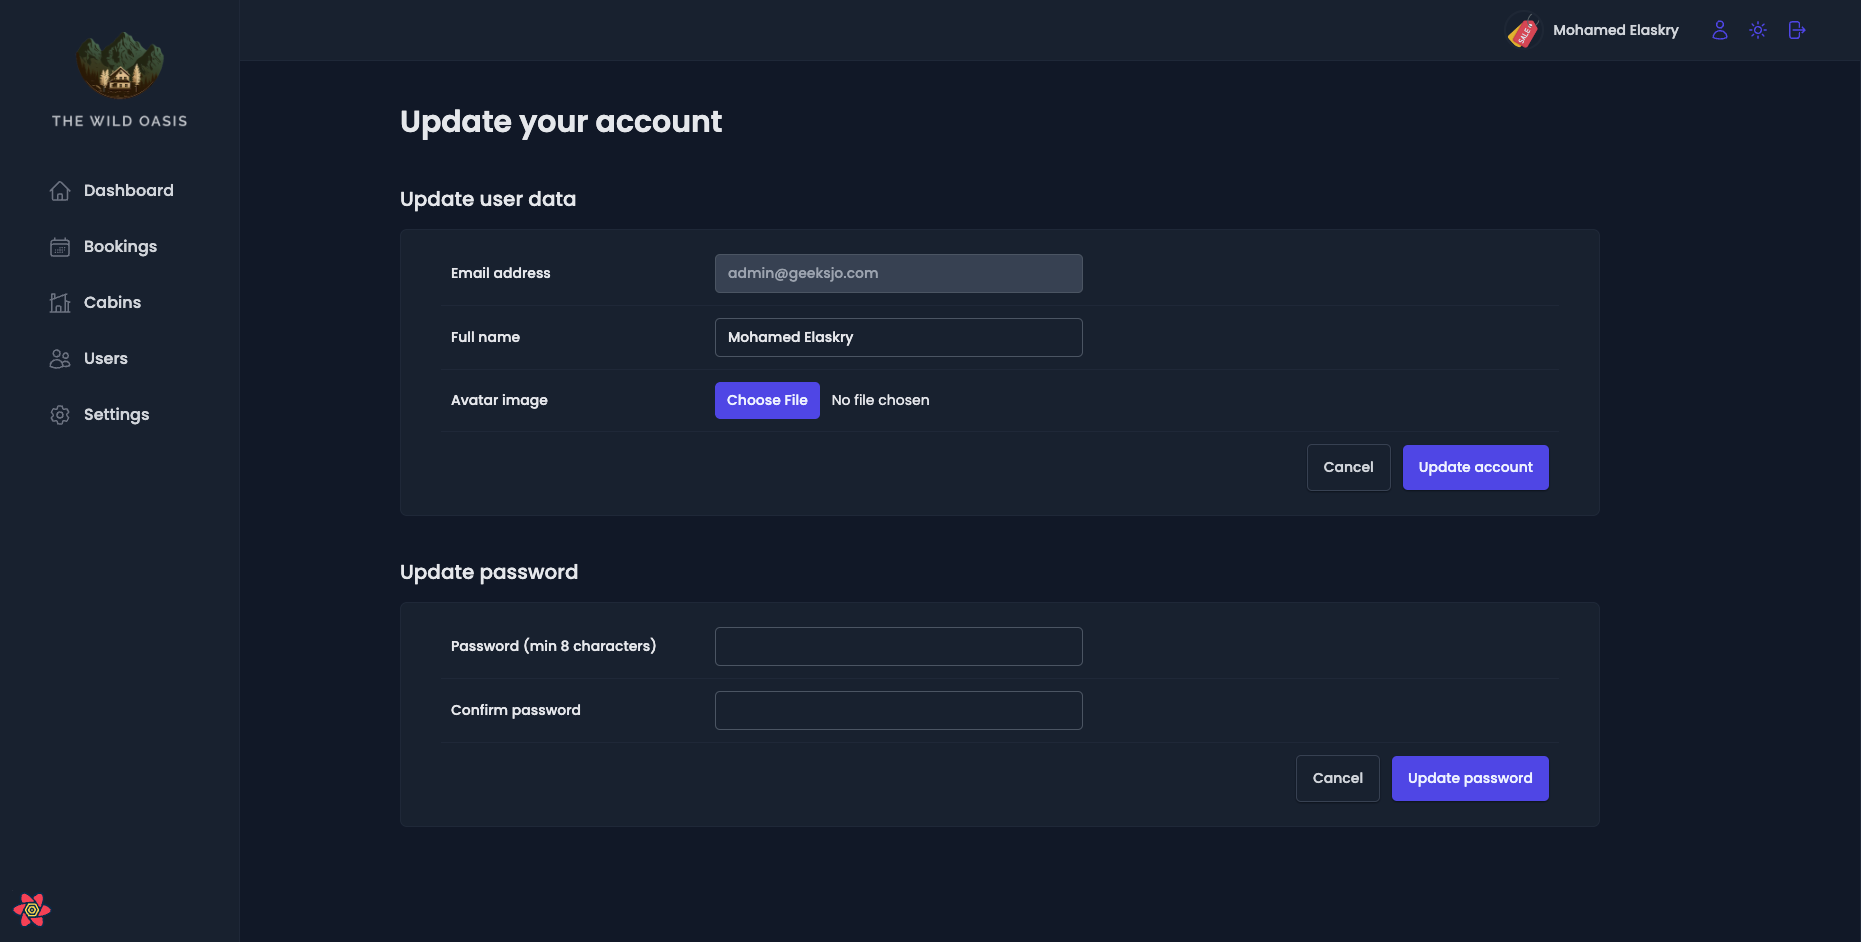 THE WILD OASIS
Dashboard
Bookings
Cabins
Users
Settings
SALE
Mohamed Elaskry
Update your account
Update user data
Email address
admin@geeksjo.com
Full name
Mohamed Elaskry
Avatar image
Choose File No file chosen
Cancel
Update account
Update password
Password (min 8 characters)
Confirm password
Cancel
Update password